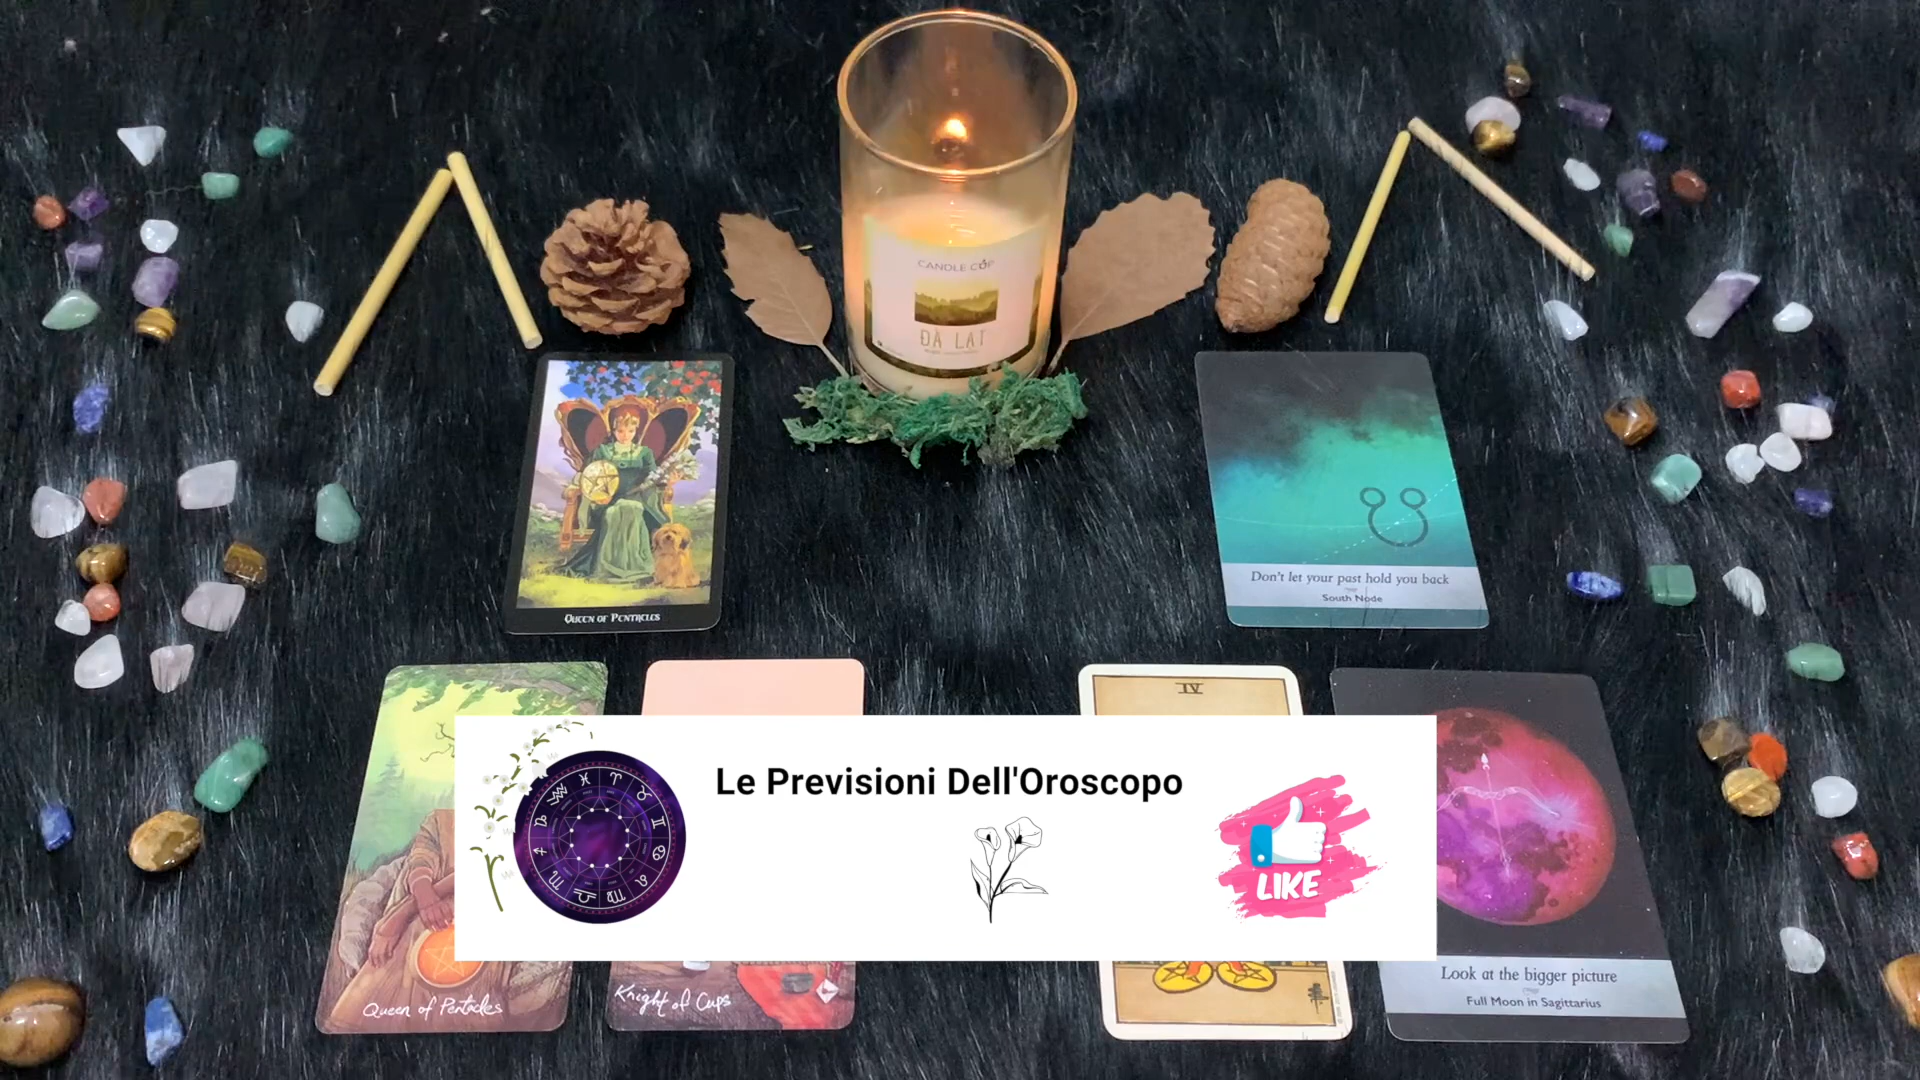 CANDLE CUP
ĐÀ LẠT
QUEEN OF PENTACLES
Don't let your past hold you back
South Node
IV
Le Previsioni Dell'Oroscopo
LIKE
Queen of Pentacles
Knight of Cups
Look at the bigger picture
Full Moon in Sagittarius